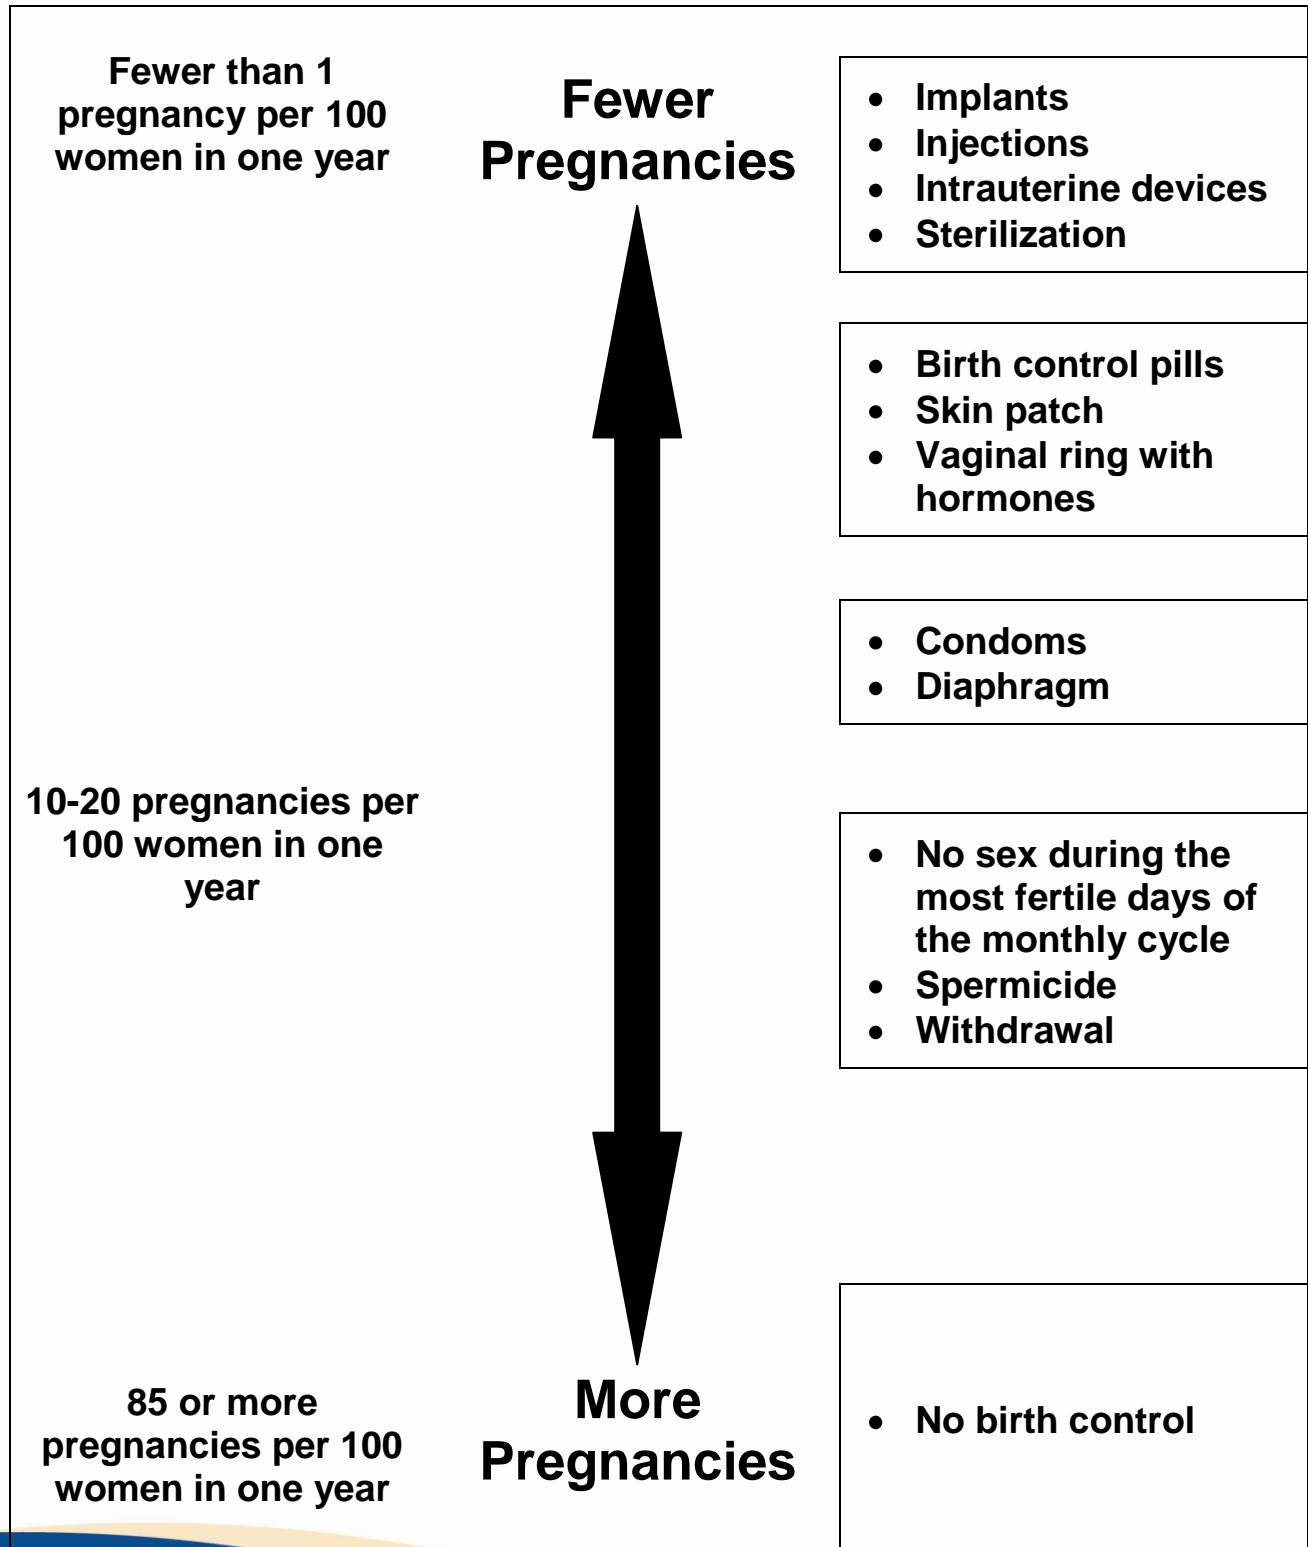 Fewer than 1
pregnancy per 100
women in one year
Fewer
Pregnancies
• Implants
• Injections
• Intrauterine devices
• Sterilization
• Birth control pills
• Skin patch
• Vaginal ring with
hormones
• Condoms
• Diaphragm
10-20 pregnancies per
100 women in one
year
• No sex during the
most fertile days of
the monthly cycle
• Spermicide
• Withdrawal
85 or more
pregnancies per 100
women in one year
More
Pregnancies
• No birth control